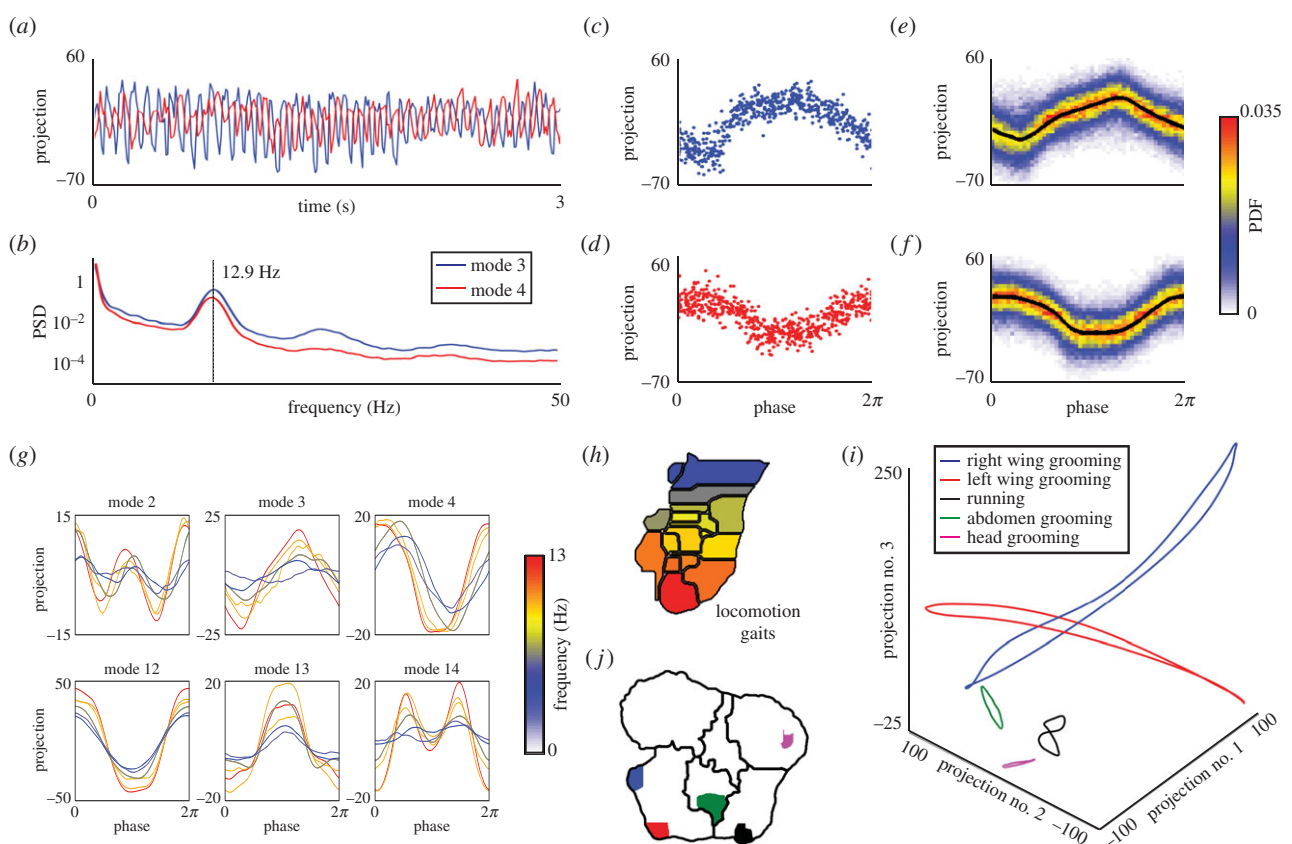 (a)
60
projection
–70
0
time (s)
3
(b)
12.9 Hz
mode 3
mode 4
1
10–2
10–4
PSD
0
frequency (Hz)
50
(c)
60
projection
–70
0
2π
(d)
60
projection
–70
0
phase
2π
(e)
60
projection
–70
0
2π
(f)
60
projection
–70
0
phase
2π
0.035
PDF
0
(g)
mode 2
mode 3
mode 4
15
25
20
projection
–15
–25
–20
mode 12
mode 13
mode 14
50
20
20
projection
–50
–20
–20
0
2π
0
2π
0
2π
phase
phase
phase
13
frequency (Hz)
0
(h)
locomotion
gaits
(i)
right wing grooming
left wing grooming
running
abdomen grooming
head grooming
250
projection no. 3
–25
100
projection no. 2
–100
–100
projection no. 1
100
(j)